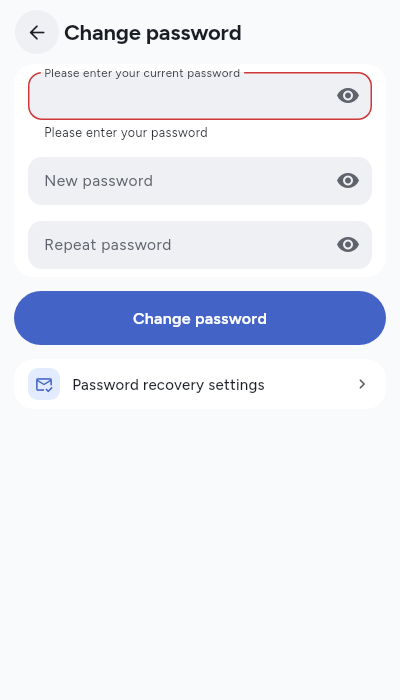 Change password
Please enter your current password
Please enter your password
New password
Repeat password
Change password
Password recovery settings